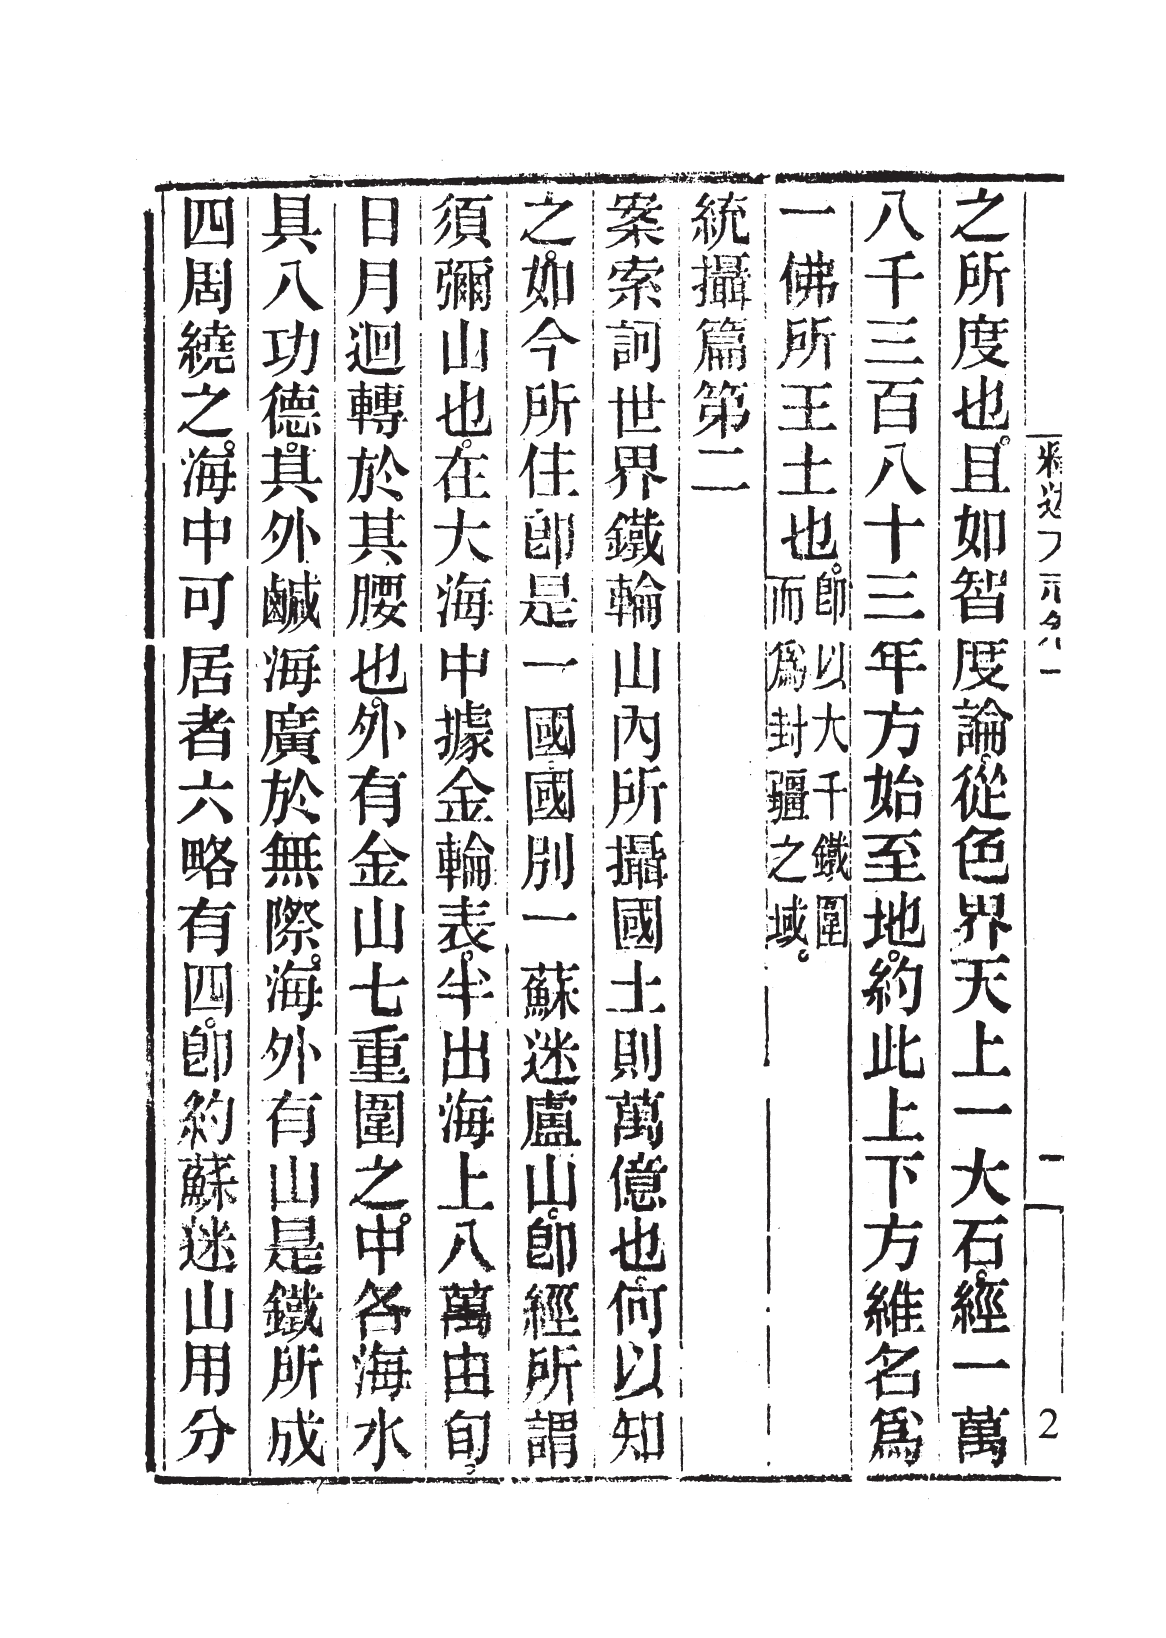 之所度也。且如智度論。從色界天上一大石。經一萬
八千三百八十三年方始至地。約此上下方維名為
一佛所王土也。即以大千鐵圍
而為封疆之域。
統攝篇第二
案索訶世界鐵輪山內所攝國土則萬億也。何以知
之。如今所住即是一國國別一蘇迷盧山。即經所謂
須彌山也。在大海中據金輪表。半出海上八萬由旬。
日月迴轉於其腰也。外有金山七重圍之。中各海水
具八功德。其外鹹海廣於無際。海外有山是鐵所成
四周繞之。海中可居者六略有四。即約蘇迷山用分
一
2